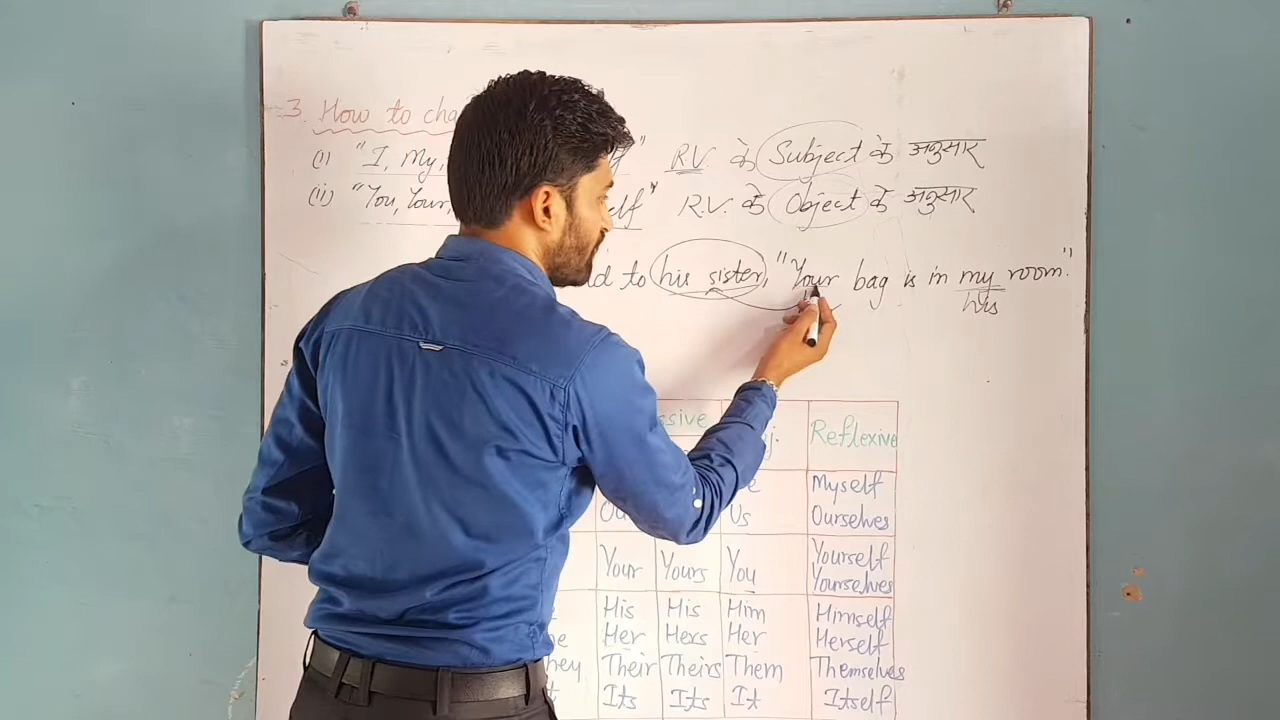 3. How to cha
(i) "I, My, " R.V. के Subject के अनुसार
(ii) "You, Your, self" R.V. के Object के अनुसार
to his sister, "Your bag is in my room."
his
Reflexive
Myself
Us Ourselves
Your Yours You Yourself
Yourselves
His His Him Himself
Her Hers Her Herself
Their Theirs Them Themselves
Its Its It Itself